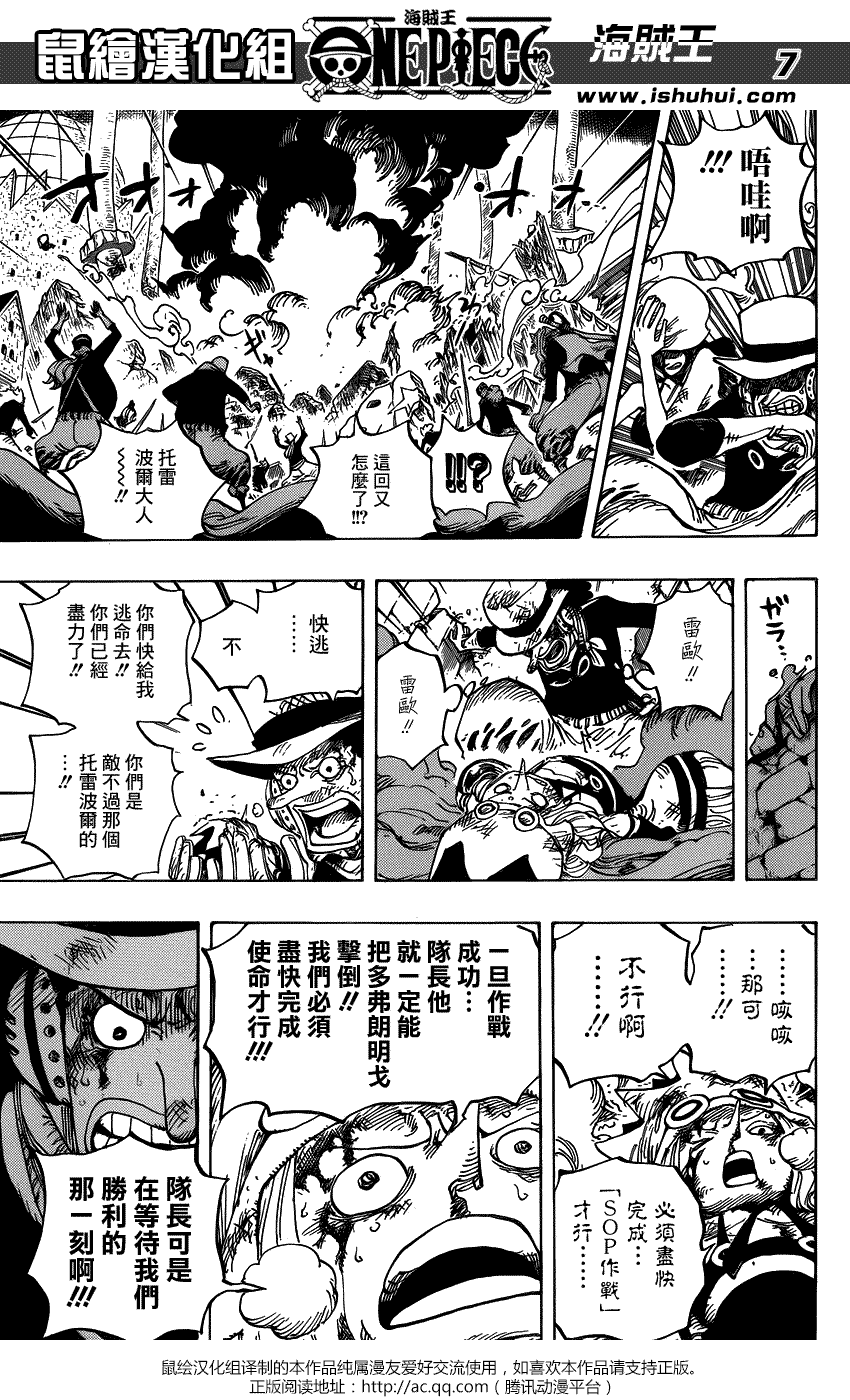 鼠繪漢化組
海賊王
ONE PIECE
海賊王
7
www.ishuhui.com
唔哇啊
!!!
オオオ
オオ
ボォ
!!?
這回又
怎麼了!!?
托雷
波爾大人
~~~!!
ガラ…
雷歐!!
雷歐!!
快逃
……
不
你們快給我
逃命去!!
你們已經
盡力了!!
你們是
敵不過那個
托雷波爾的
…!!
………咳咳
…那可
……!!
不行啊
……!!
必須盡快
完成…
「SOP作戰」
才行……
一旦作戰
成功…
隊長他
就一定能
把多弗朗明戈
擊倒!!
我們必須
盡快完成
使命才行!!!
隊長可是
在等待我們
勝利的
那一刻啊!!!
鼠绘汉化组译制的本作品纯属漫友爱好交流使用，如喜欢本作品请支持正版。
正版阅读地址：http://ac.qq.com（腾讯动漫平台）